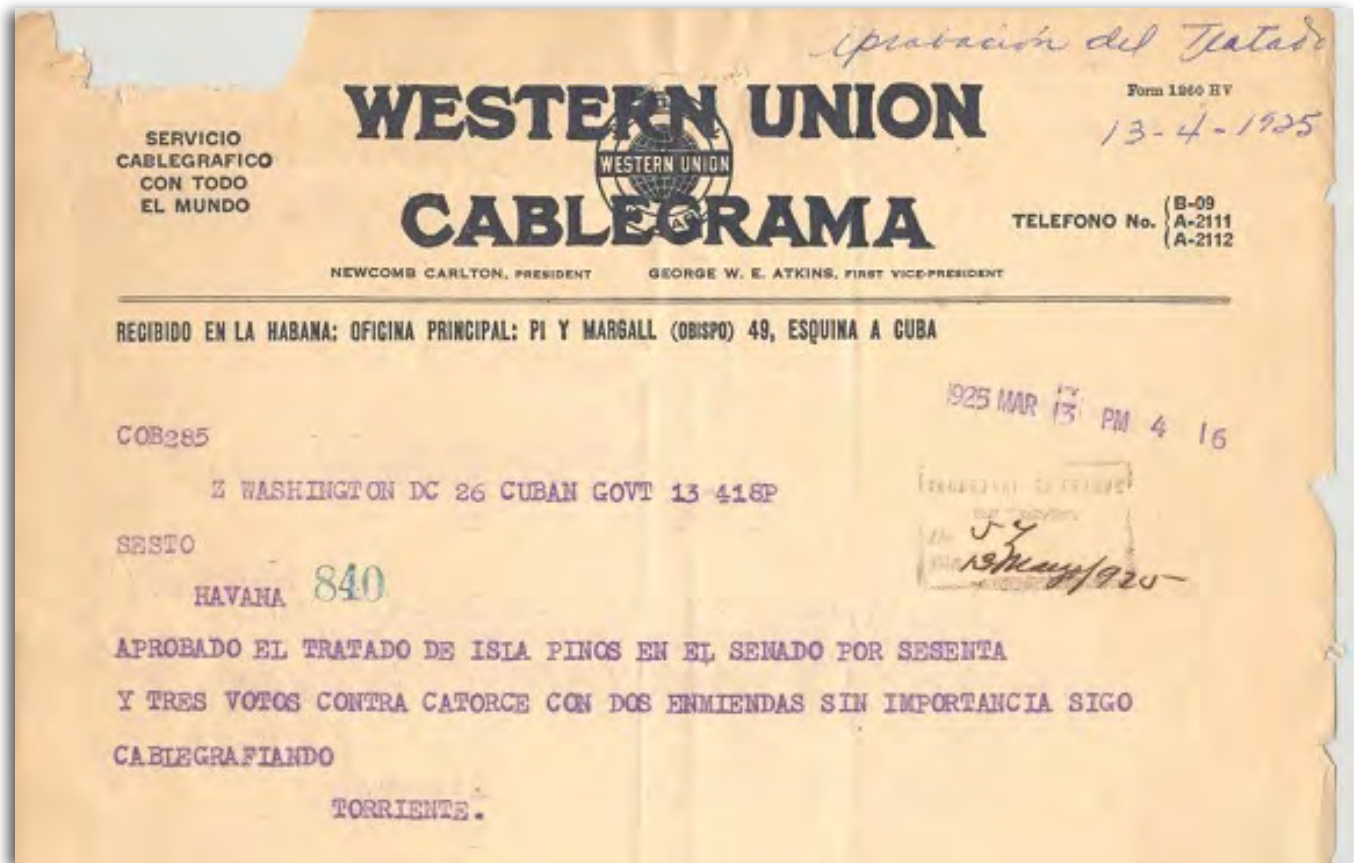 aprobación del Tratado
Form 1260 HV
13-4-1925
WESTERN UNION
WESTERN UNION
CABLEGRAMA
SERVICIO
CABLEGRAFICO
CON TODO
EL MUNDO
TELEFONO No.
B-09
A-2111
A-2112
NEWCOMB CARLTON, PRESIDENT GEORGE W. E. ATKINS, FIRST VICE-PRESIDENT
RECIBIDO EN LA HABANA: OFICINA PRINCIPAL: PI Y MARGALL (OBISPO) 49, ESQUINA A CUBA
1925 MAR 13 PM 4 16
COB285
Z WASHINGTON DC 26 CUBAN GOVT 13 418P
57
13 Marzo/925
SESTO
HAVANA 840
APROBADO EL TRATADO DE ISLA PINOS EN EL SENADO POR SESENTA
Y TRES VOTOS CONTRA CATORCE CON DOS ENMIENDAS SIN IMPORTANCIA SIGO
CABLEGRAFIANDO
TORRIENTE.